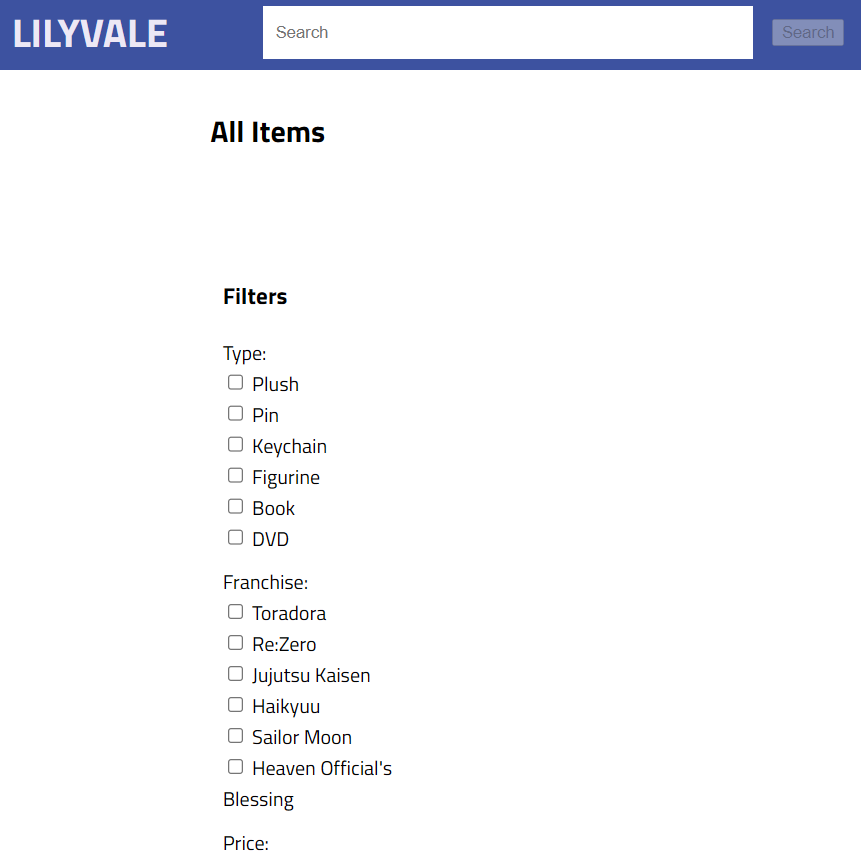 LILYVALE
Search
Search
All Items
Filters
Type:
Plush
Pin
Keychain
Figurine
Book
DVD
Franchise:
Toradora
Re:Zero
Jujutsu Kaisen
Haikyuu
Sailor Moon
Heaven Official's
Blessing
Price: